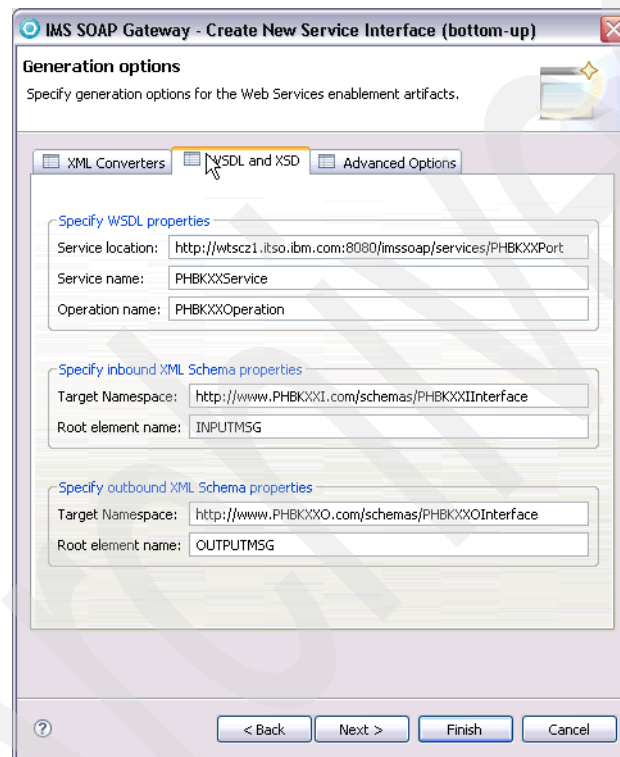 IMS SOAP Gateway - Create New Service Interface (bottom-up)
Generation options
Specify generation options for the Web Services enablement artifacts.
XML Converters WSDL and XSD Advanced Options
Specify WSDL properties
Service location: http://wtscz1.itso.ibm.com:8080/imssoap/services/PHBKXXPort
Service name: PHBKXXService
Operation name: PHBKXXOperation
Specify inbound XML Schema properties
Target Namespace: http://www.PHBKXXI.com/schemas/PHBKXXIInterface
Root element name: INPUTMSG
Specify outbound XML Schema properties
Target Namespace: http://www.PHBKXXO.com/schemas/PHBKXXOInterface
Root element name: OUTPUTMSG
? < Back Next > Finish Cancel